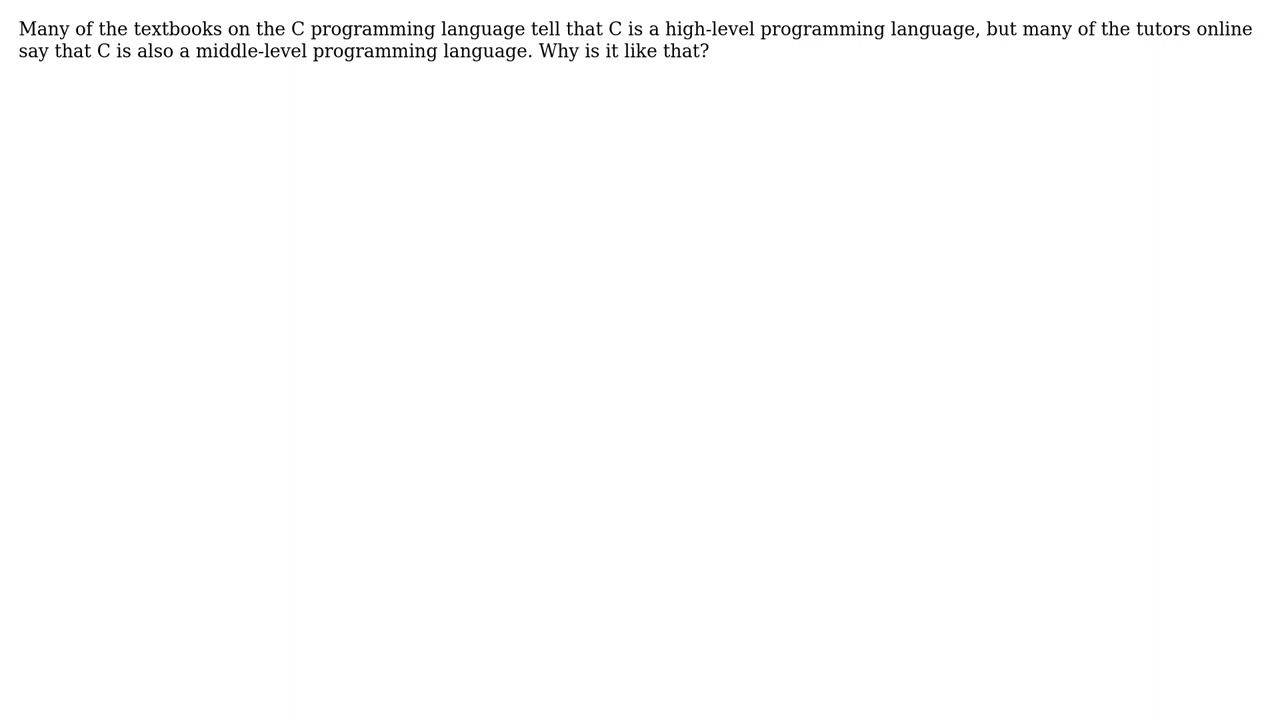 Many of the textbooks on the C programming language tell that C is a high-level programming language, but many of the tutors online
say that C is also a middle-level programming language. Why is it like that?